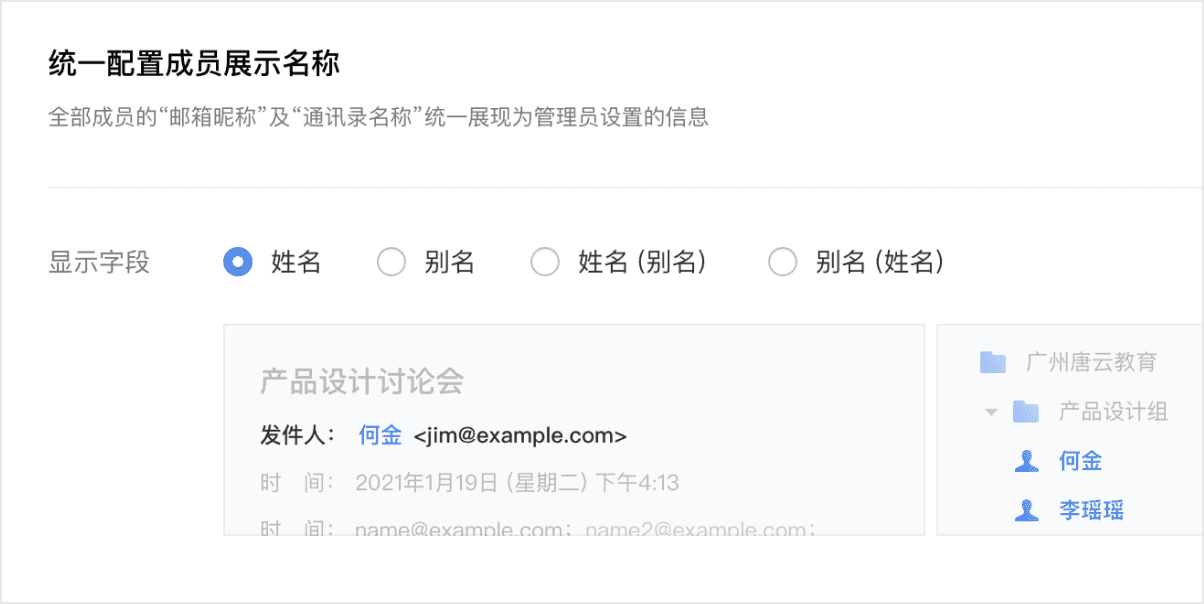 统一配置成员展示名称
全部成员的“邮箱昵称”及“通讯录名称”统一展现为管理员设置的信息
显示字段 姓名 别名 姓名 (别名) 别名 (姓名)
产品设计讨论会
发件人： 何金 <jim@example.com>
时 间： 2021年1月19日 (星期二) 下午4:13
时 间： name@example.com； name2@example.com；
广州唐云教育
产品设计组
何金
李瑶瑶